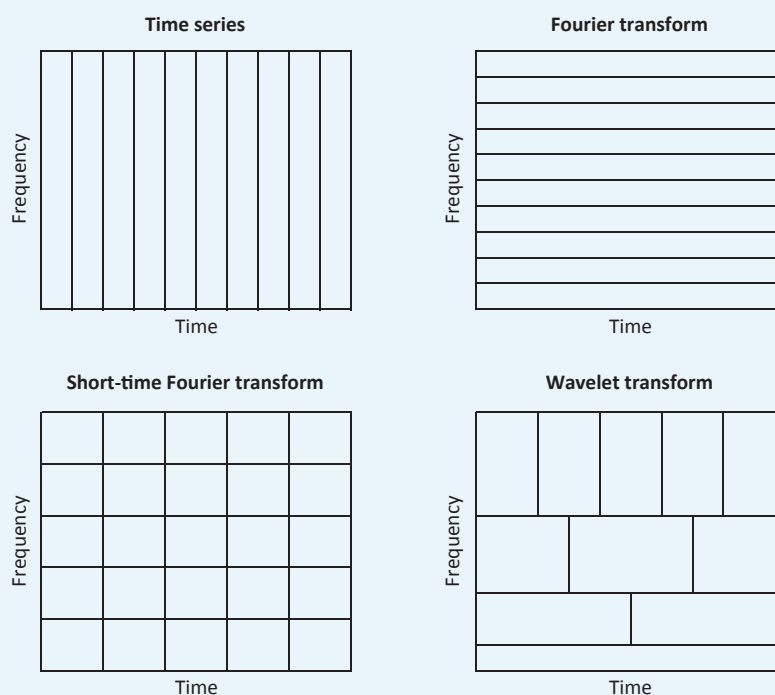 Time series
Frequency
Time
Fourier transform
Frequency
Time
Short-time Fourier transform
Frequency
Time
Wavelet transform
Frequency
Time